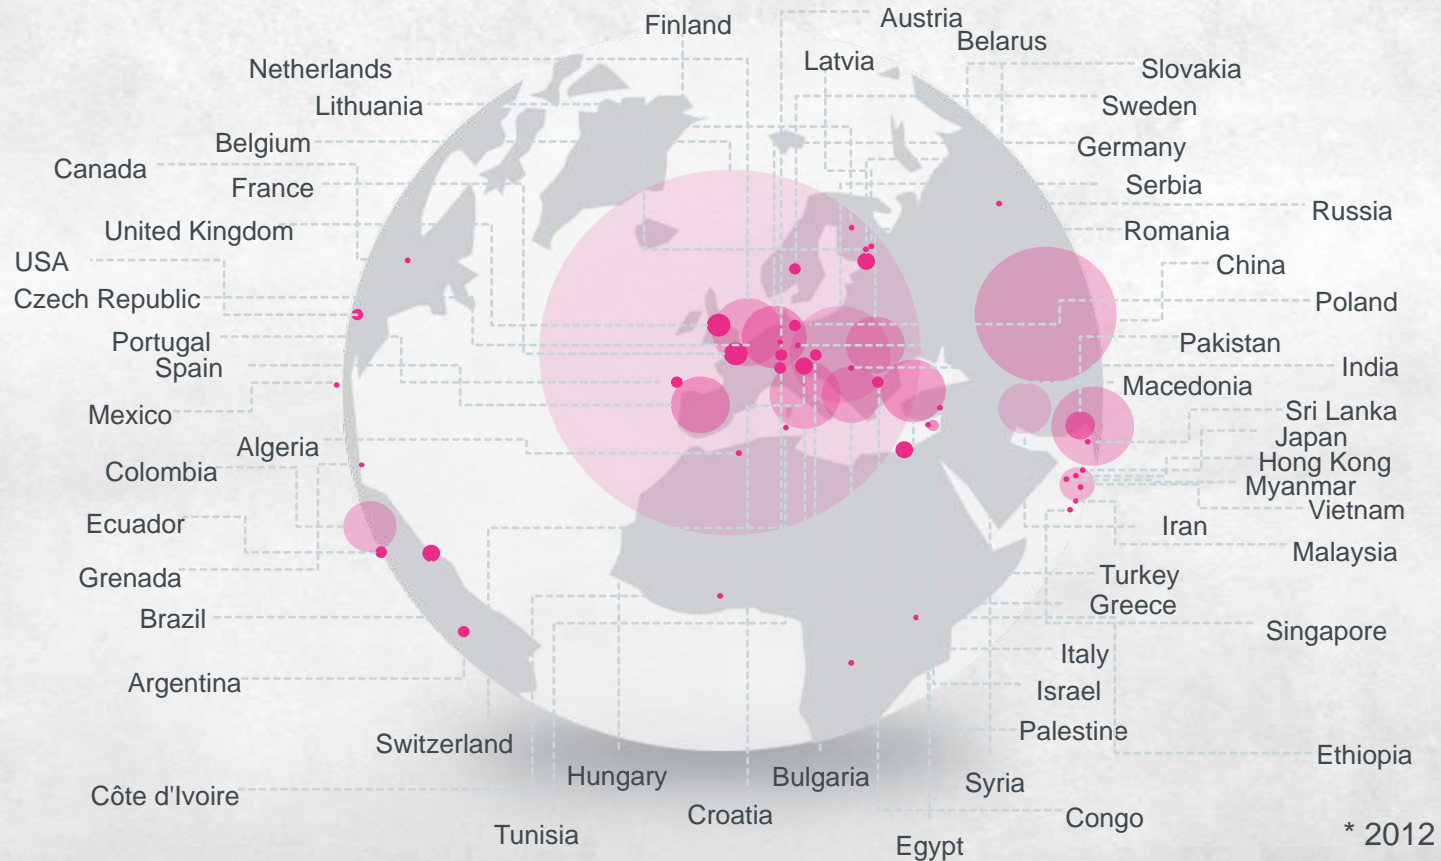 Finland
Austria
Belarus
Netherlands
Latvia
Slovakia
Lithuania
Sweden
Belgium
Germany
Canada
France
Serbia
Russia
United Kingdom
Romania
USA
China
Czech Republic
Poland
Portugal
Pakistan
Spain
India
Macedonia
Mexico
Sri Lanka
Algeria
Japan
Colombia
Hong Kong
Myanmar
Ecuador
Vietnam
Iran
Malaysia
Grenada
Turkey
Greece
Brazil
Singapore
Italy
Argentina
Israel
Palestine
Switzerland
Ethiopia
Hungary
Bulgaria
Syria
Côte d'Ivoire
Croatia
Congo
Tunisia
Egypt
* 2012